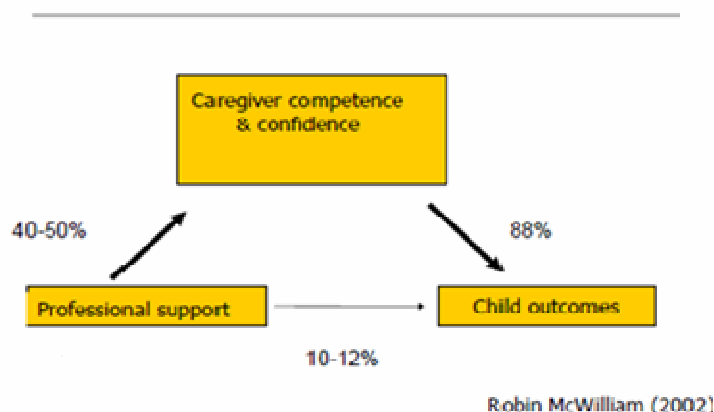 Caregiver competence
& confidence
40-50%
88%
Professional support
Child outcomes
10-12%
Robin McWilliam (2002)